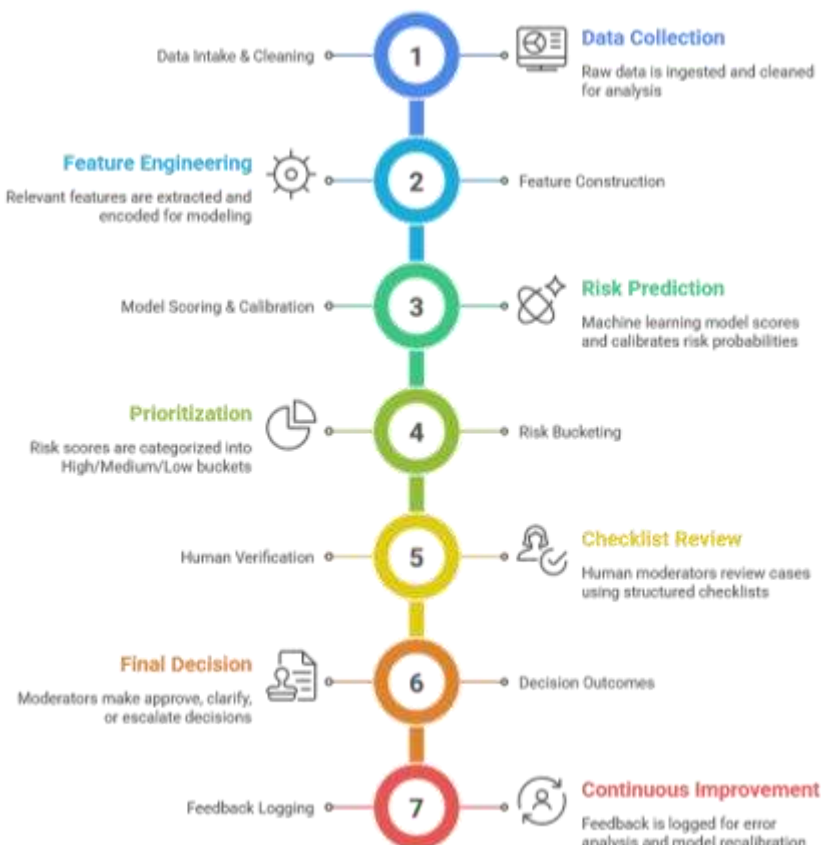 Data Intake & Cleaning
1
Data Collection
Raw data is ingested and cleaned
for analysis
Feature Engineering
Relevant features are extracted and
encoded for modeling
2
Feature Construction
Model Scoring & Calibration
3
Risk Prediction
Machine learning model scores
and calibrates risk probabilities
Prioritization
Risk scores are categorized into
High/Medium/Low buckets
4
Risk Bucketing
Human Verification
5
Checklist Review
Human moderators review cases
using structured checklists
Final Decision
Moderators make approve, clarify,
or escalate decisions
6
Decision Outcomes
Feedback Logging
7
Continuous Improvement
Feedback is logged for error
analysis and model recalibration